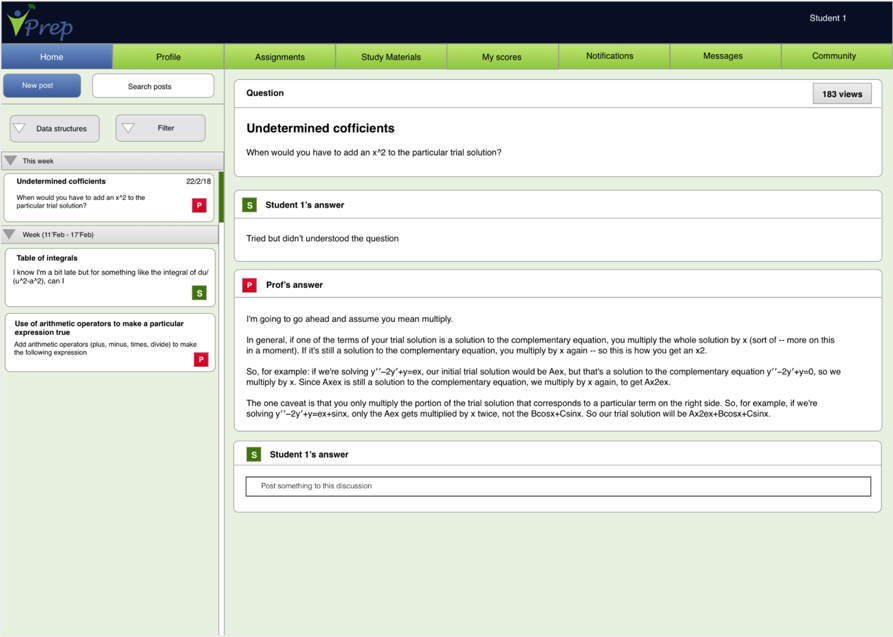 Prep
Student 1
Home
Profile
Assignments
Study Materials
My scores
Notifications
Messages
Community
New post
Search posts
Data structures
Filter
This week
Undetermined cofficients
22/2/18
When would you have to add an x^2 to the
particular trial solution?
P
Week (11'Feb - 17'Feb)
Table of integrals
I know I'm a bit late but for something like the integral of du/
(u^2-a^2), can I
S
Use of arithmetic operators to make a particular
expression true
Add arithmetic operators (plus, minus, times, divide) to make
the following expression
P
Question
183 views
Undetermined cofficients
When would you have to add an x^2 to the particular trial solution?
S
Student 1's answer
Tried but didn't understood the question
P
Prof's answer
I'm going to go ahead and assume you mean multiply.
In general, if one of the terms of your trial solution is a solution to the complementary equation, you multiply the whole solution by x (sort of -- more on this
in a moment). If it's still a solution to the complementary equation, you multiply by x again -- so this is how you get an x2.
So, for example: if we're solving y′′−2y′+y=ex, our initial trial solution would be Aex, but that's a solution to the complementary equation y′′−2y′+y=0, so we
multiply by x. Since Axex is still a solution to the complementary equation, we multiply by x again, to get Ax2ex.
The one caveat is that you only multiply the portion of the trial solution that corresponds to a particular term on the right side. So, for example, if we're
solving y′′−2y′+y=ex+sinx, only the Aex gets multiplied by x twice, not the Bcosx+Csinx. So our trial solution will be Ax2ex+Bcosx+Csinx.
S
Student 1's answer
Post something to this discussion